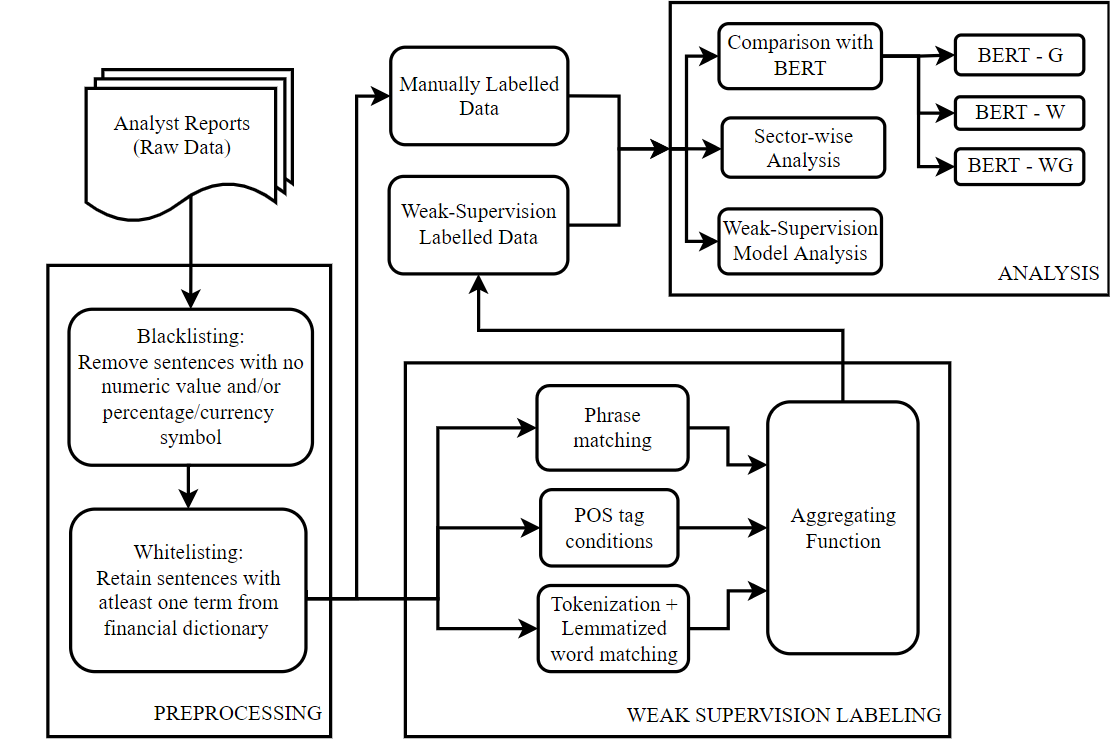 Analyst Reports
(Raw Data)
Blacklisting:
Remove sentences with no
numeric value and/or
percentage/currency
symbol
Whitelisting:
Retain sentences with
atleast one term from
financial dictionary
PREPROCESSING
Manually Labelled
Data
Weak-Supervision
Labelled Data
Phrase
matching
POS tag
conditions
Tokenization +
Lemmatized
word matching
Aggregating
Function
WEAK SUPERVISION LABELING
Comparison with
BERT
Sector-wise
Analysis
Weak-Supervision
Model Analysis
BERT - G
BERT - W
BERT - WG
ANALYSIS